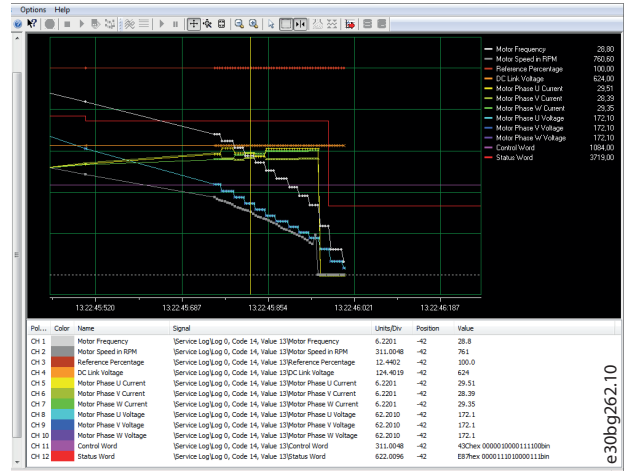 Options Help
Motor Frequency 28,80
Motor Speed in RPM 760,60
Reference Percentage 100,00
DC Link Voltage 624,00
Motor Phase U Current 29,51
Motor Phase V Current 28,39
Motor Phase W Current 29,35
Motor Phase U Voltage 172,10
Motor Phase V Voltage 172,10
Motor Phase W Voltage 172,10
Control Word 1084,00
Status Word 3719,00
13:22:45:520 13:22:45:687 13:22:45:854 13:22:46:021 13:22:46:187
Pol... Color Name Signal Units/Div Position Value
CH 1 Motor Frequency \Service Log\Log 0, Code 14, Value 13\Motor Frequency 6.2201 -42 28.8
CH 2 Motor Speed in RPM \Service Log\Log 0, Code 14, Value 13\Motor Speed in RPM 311.0048 -42 761
CH 3 Reference Percentage \Service Log\Log 0, Code 14, Value 13\Reference Percentage 12.4402 -42 100.0
CH 4 DC Link Voltage \Service Log\Log 0, Code 14, Value 13\DC Link Voltage 124.4019 -42 624
CH 5 Motor Phase U Current \Service Log\Log 0, Code 14, Value 13\Motor Phase U Current 6.2201 -42 29.51
CH 6 Motor Phase V Current \Service Log\Log 0, Code 14, Value 13\Motor Phase V Current 6.2201 -42 28.39
CH 7 Motor Phase W Current \Service Log\Log 0, Code 14, Value 13\Motor Phase W Current 6.2201 -42 29.35
CH 8 Motor Phase U Voltage \Service Log\Log 0, Code 14, Value 13\Motor Phase U Voltage 62.2010 -42 172.1
CH 9 Motor Phase V Voltage \Service Log\Log 0, Code 14, Value 13\Motor Phase V Voltage 62.2010 -42 172.1
CH 10 Motor Phase W Voltage \Service Log\Log 0, Code 14, Value 13\Motor Phase W Voltage 62.2010 -42 172.1
CH 11 Control Word \Service Log\Log 0, Code 14, Value 13\Control Word 311.0048 -42 43Chex 0000010000111100bin
CH 12 Status Word \Service Log\Log 0, Code 14, Value 13\Status Word 622.0096 -42 E87hex 0000111010000111bin
e30bg262.10